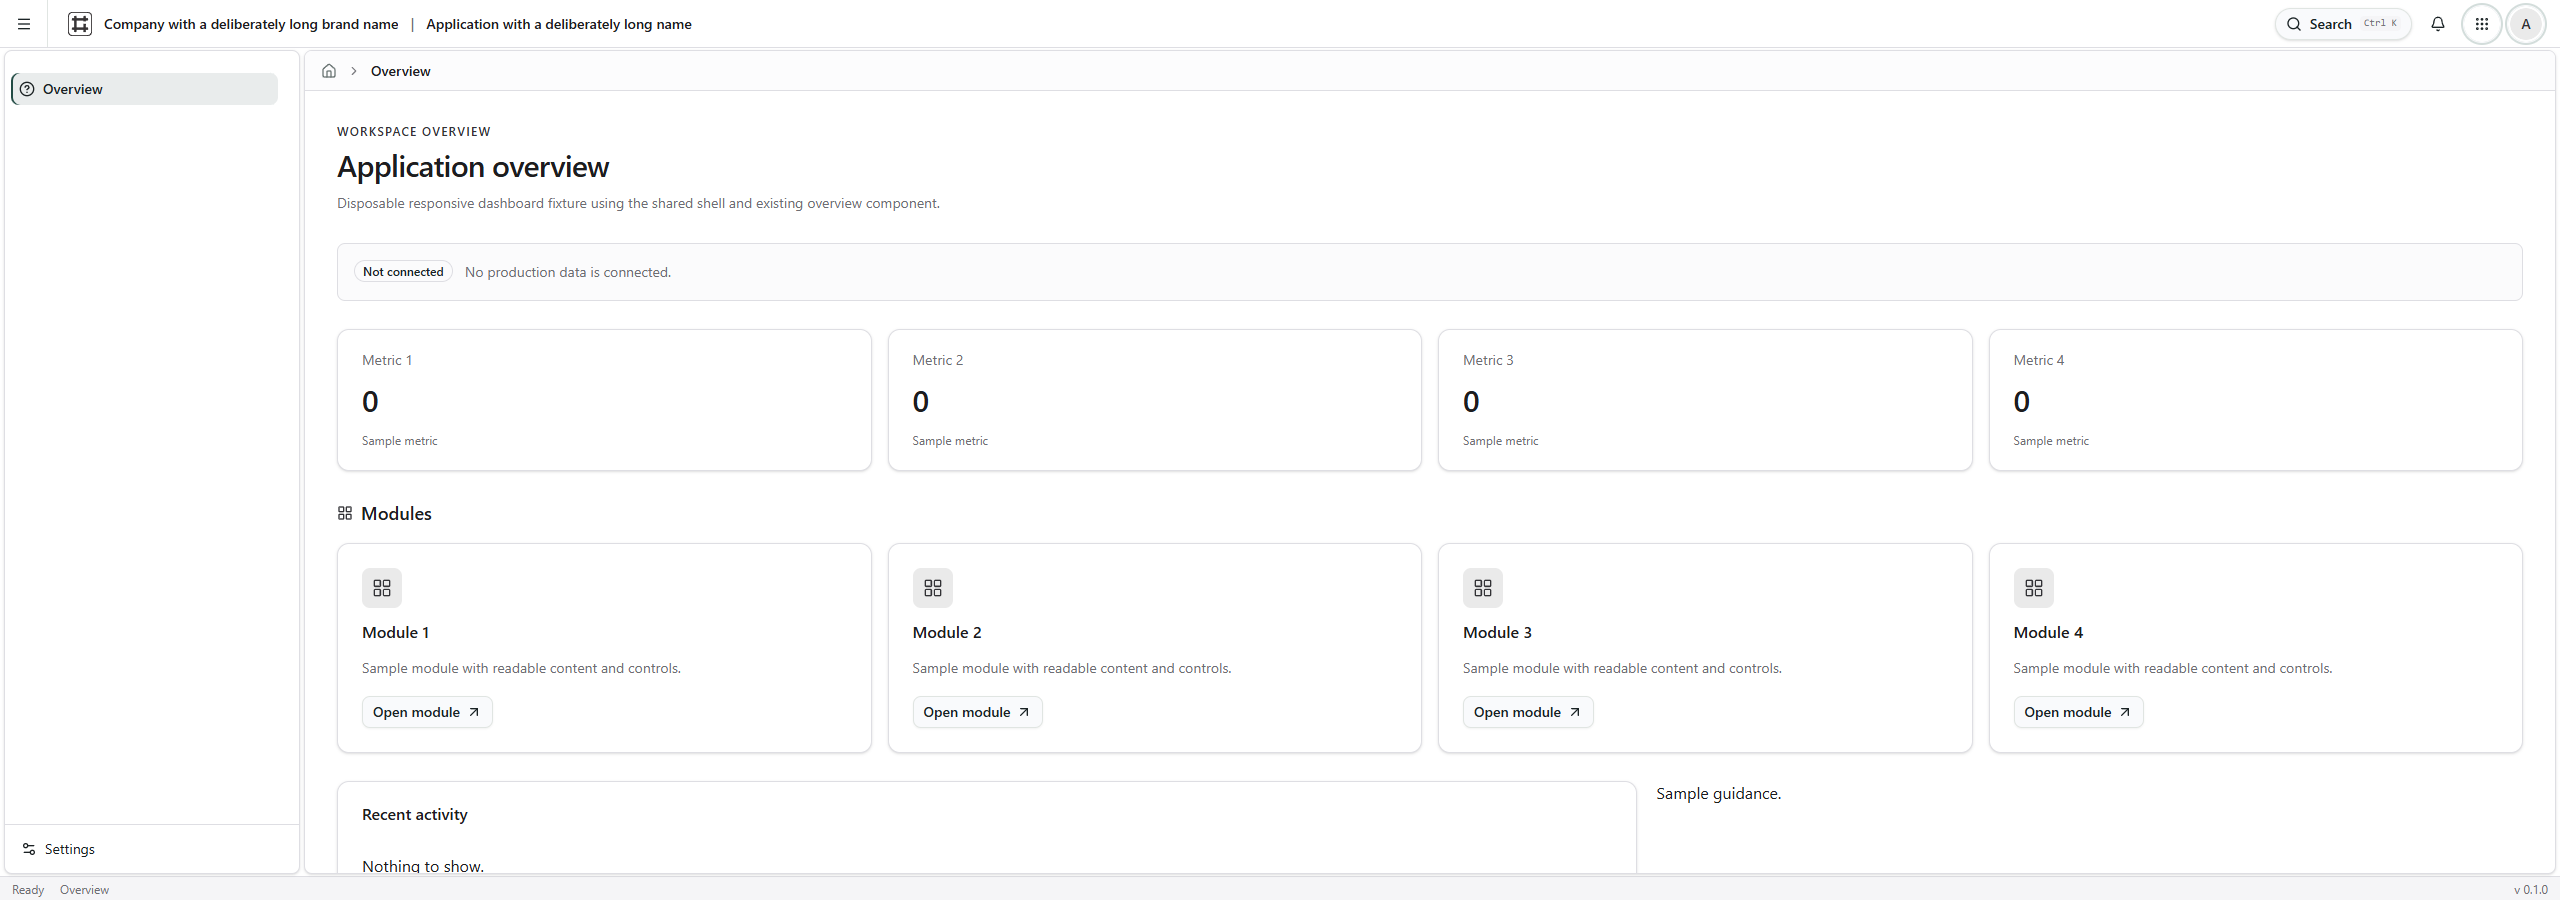 Company with a deliberately long brand name | Application with a deliberately long name
Search Ctrl K
A
Overview
Overview
WORKSPACE OVERVIEW
Application overview
Disposable responsive dashboard fixture using the shared shell and existing overview component.
Not connected No production data is connected.
Metric 1
0
Sample metric
Metric 2
0
Sample metric
Metric 3
0
Sample metric
Metric 4
0
Sample metric
Modules
Module 1
Sample module with readable content and controls.
Open module
Module 2
Sample module with readable content and controls.
Open module
Module 3
Sample module with readable content and controls.
Open module
Module 4
Sample module with readable content and controls.
Open module
Recent activity
Nothing to show.
Sample guidance.
Settings
Ready Overview
v 0.1.0